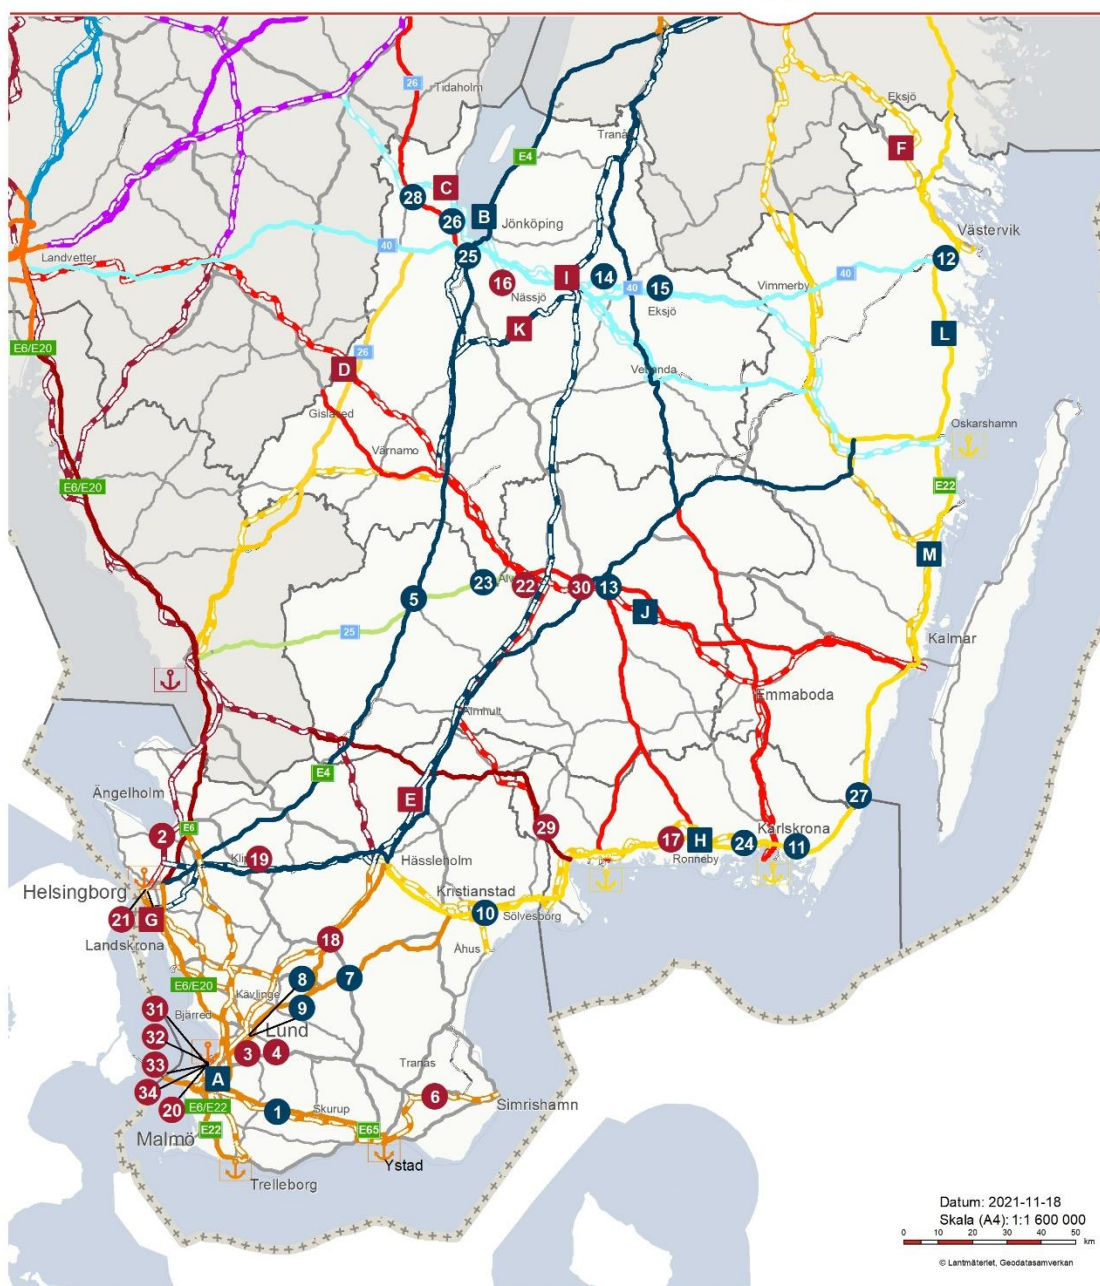 26
Tidaholm
Eksjö
F
E4
Tranå
C
28
26
B
Jönköping
Västervik
Landvetter
40
25
12
16
I
14
40
15
40
Nässjö
Eksjö
Vimmerby
K
L
E6/E20
26
D
Vetlanda
Gislaved
Oskarshamn
Värnamo
E6/E20
E22
M
5
23
Alv
22
30
13
J
25
Kalmar
Emmaboda
Älmhult
E4
Ängelholm
E
27
2
E6
29
17
H
24
Karlskrona
11
Ronneby
Klip
19
Hässleholm
Helsingborg
Kristianstad
10
Sölvesborg
21
G
Landskrona
18
Åhus
E6/E20
8
7
Kävlinge
31
Bjärred
9
32
Lund
3
4
33
Tranås
34
A
20
E6/E22
1
Skurup
6
Simrishamn
Malmö
E22
E65
Ystad
Trelleborg
Datum: 2021-11-18
Skala (A4): 1:1 600 000
0 10 20 30 40 50
km
© Lantmäteriet, Geodatasamverkan